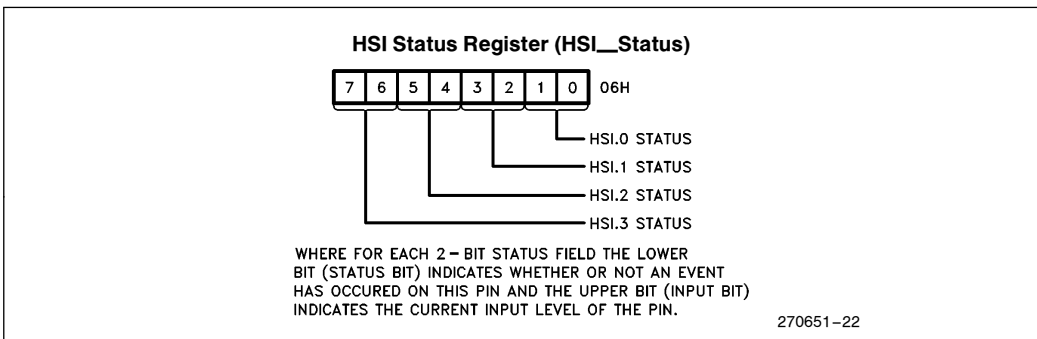 HSI Status Register (HSI__Status)
7 6 5 4 3 2 1 0 06H
HSI.0 STATUS
HSI.1 STATUS
HSI.2 STATUS
HSI.3 STATUS
WHERE FOR EACH 2-BIT STATUS FIELD THE LOWER
BIT (STATUS BIT) INDICATES WHETHER OR NOT AN EVENT
HAS OCCURED ON THIS PIN AND THE UPPER BIT (INPUT BIT)
INDICATES THE CURRENT INPUT LEVEL OF THE PIN.
270651-22